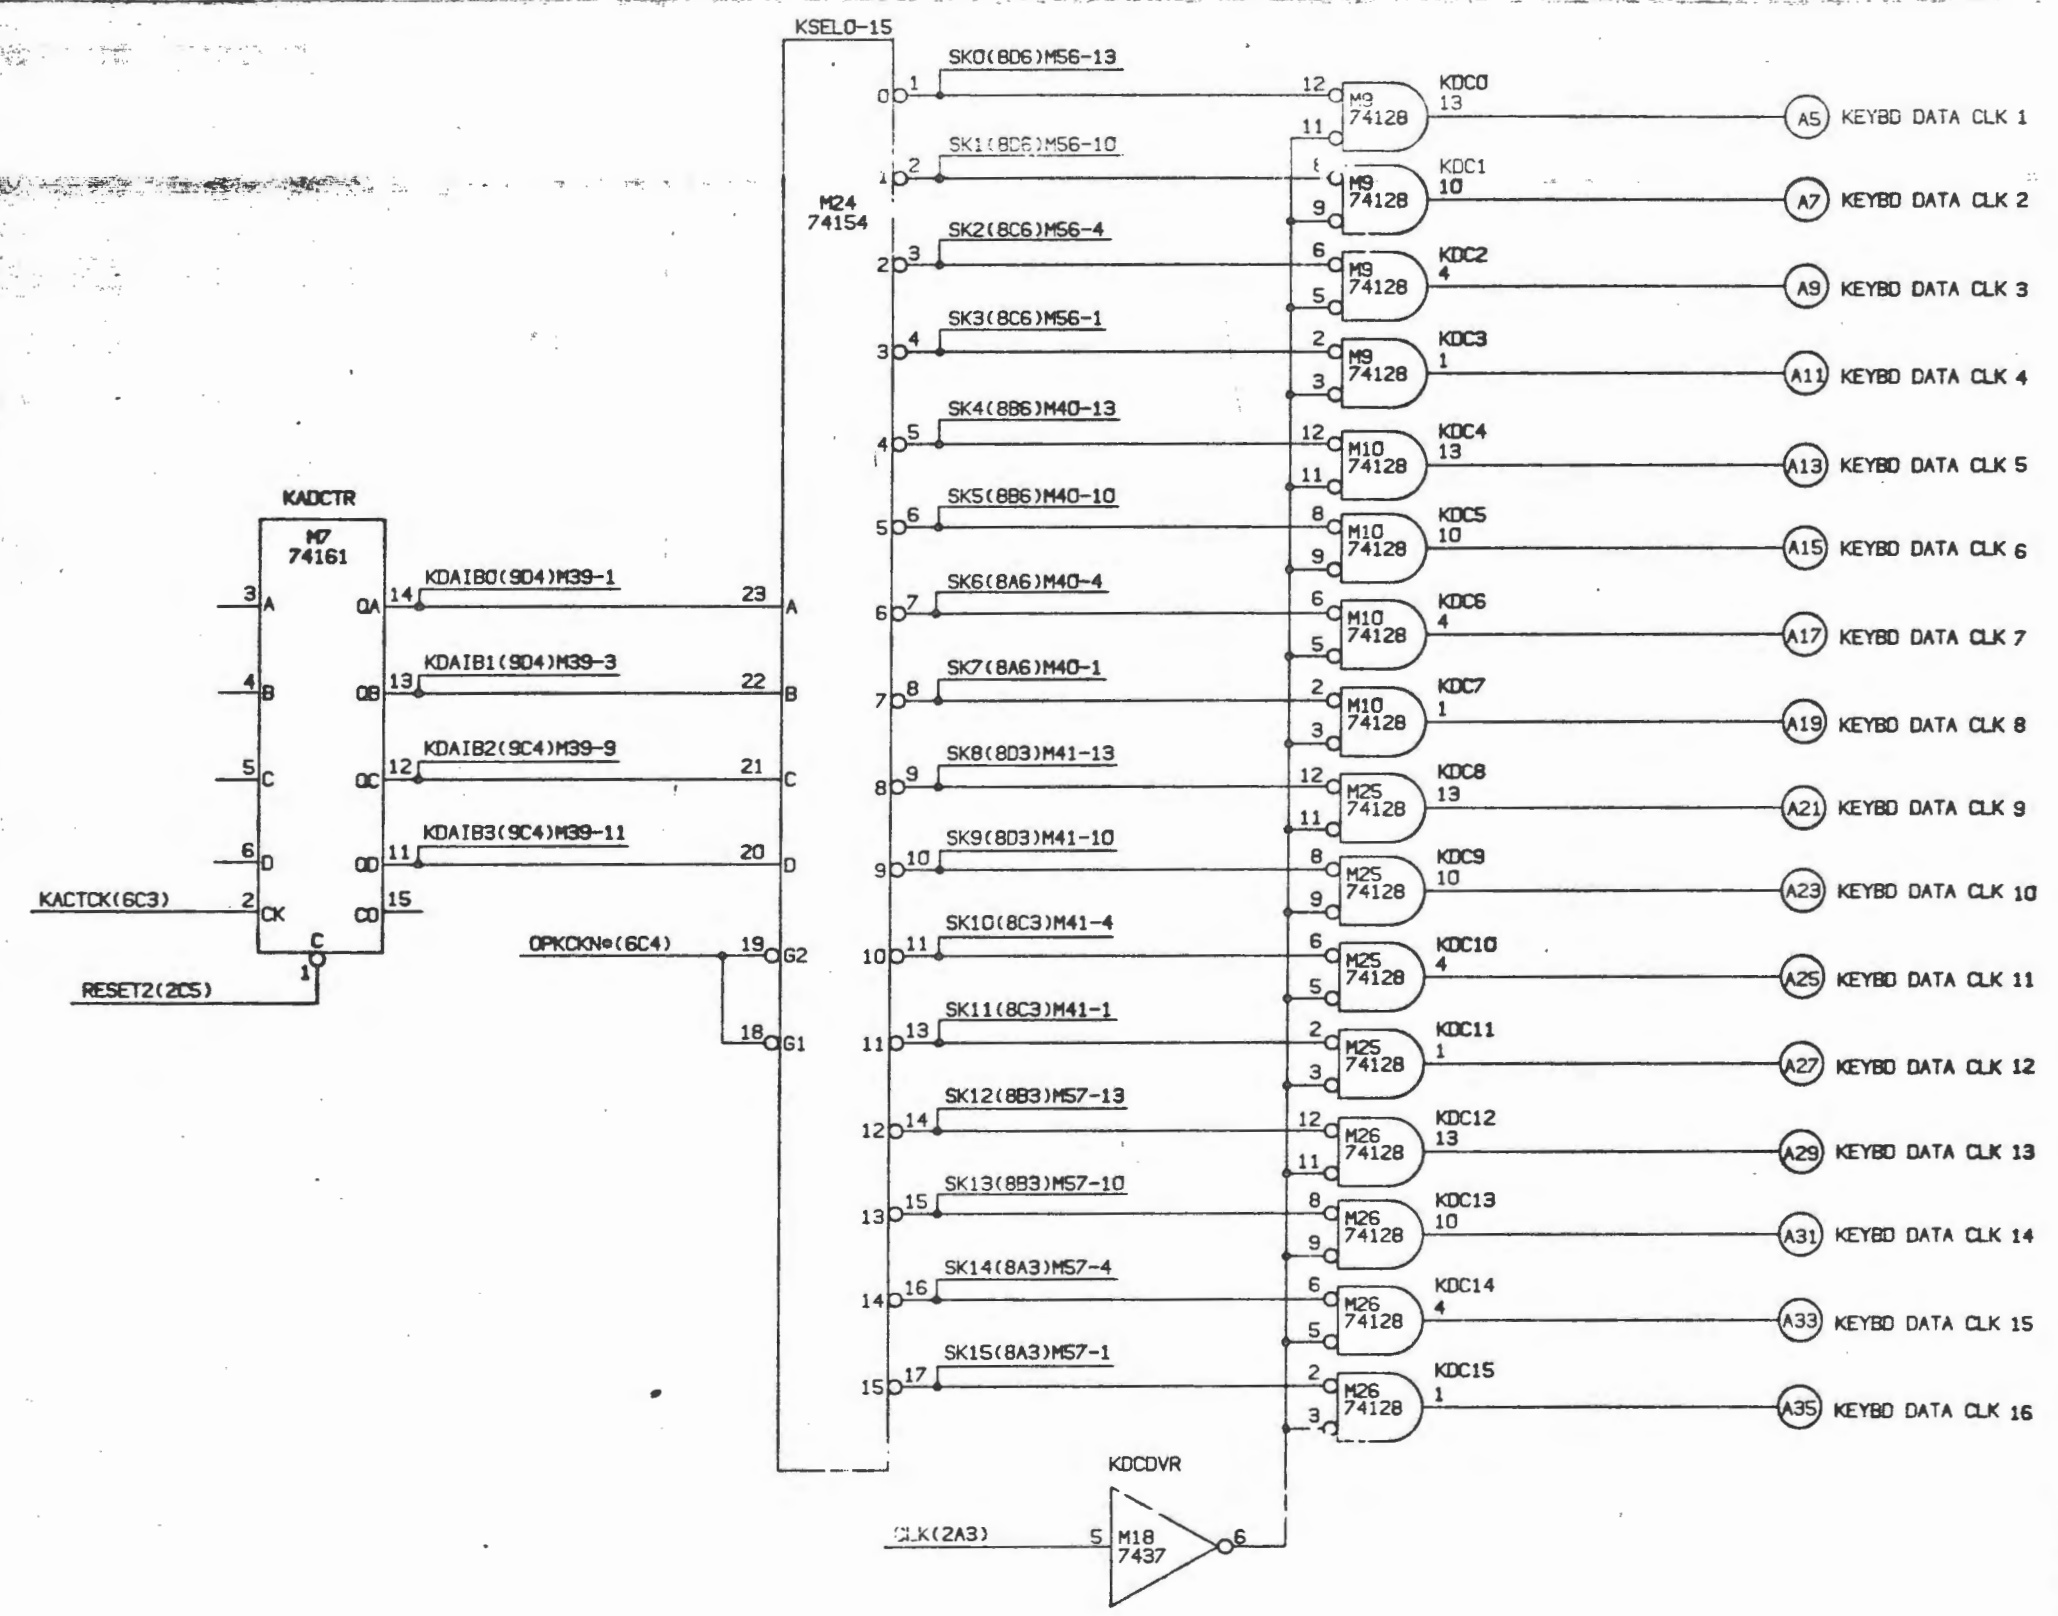 KSEL0-15
M24
74154
0 1 SK0(8D6)M56-13
1 2 SK1(8D6)M56-10
2 3 SK2(8C6)M56-4
3 4 SK3(8C6)M56-1
4 5 SK4(8B6)M40-13
5 6 SK5(8B6)M40-10
6 7 SK6(8A6)M40-4
7 8 SK7(8A6)M40-1
8 9 SK8(8D3)M41-13
9 10 SK9(8D3)M41-10
10 11 SK10(8C3)M41-4
11 13 SK11(8C3)M41-1
12 14 SK12(8B3)M57-13
13 15 SK13(8B3)M57-10
14 16 SK14(8A3)M57-4
15 17 SK15(8A3)M57-1
KADCTR
M7
74161
3 A QA 14 KDAIB0(9D4)M39-1 23 A
4 B QB 13 KDAIB1(9D4)M39-3 22 B
5 C QC 12 KDAIB2(9C4)M39-9 21 C
6 D QD 11 KDAIB3(9C4)M39-11 20 D
KACTCK(6C3) 2 CK CO 15
C
1
RESET2(2C5)
OPKCKN*(6C4) 19 G2
18 G1
12 11 M9 74128 KDC0 13 A5 KEYBD DATA CLK 1
8 9 M9 74128 KDC1 10 A7 KEYBD DATA CLK 2
6 5 M9 74128 KDC2 4 A9 KEYBD DATA CLK 3
2 3 M9 74128 KDC3 1 A11 KEYBD DATA CLK 4
12 11 M10 74128 KDC4 13 A13 KEYBD DATA CLK 5
8 9 M10 74128 KDC5 10 A15 KEYBD DATA CLK 6
6 5 M10 74128 KDC6 4 A17 KEYBD DATA CLK 7
2 3 M10 74128 KDC7 1 A19 KEYBD DATA CLK 8
12 11 M25 74128 KDC8 13 A21 KEYBD DATA CLK 9
8 9 M25 74128 KDC9 10 A23 KEYBD DATA CLK 10
6 5 M25 74128 KDC10 4 A25 KEYBD DATA CLK 11
2 3 M25 74128 KDC11 1 A27 KEYBD DATA CLK 12
12 11 M26 74128 KDC12 13 A29 KEYBD DATA CLK 13
8 9 M26 74128 KDC13 10 A31 KEYBD DATA CLK 14
6 5 M26 74128 KDC14 4 A33 KEYBD DATA CLK 15
2 3 M26 74128 KDC15 1 A35 KEYBD DATA CLK 16
KDCDVR
CLK(2A3) 5 M18 6
7437